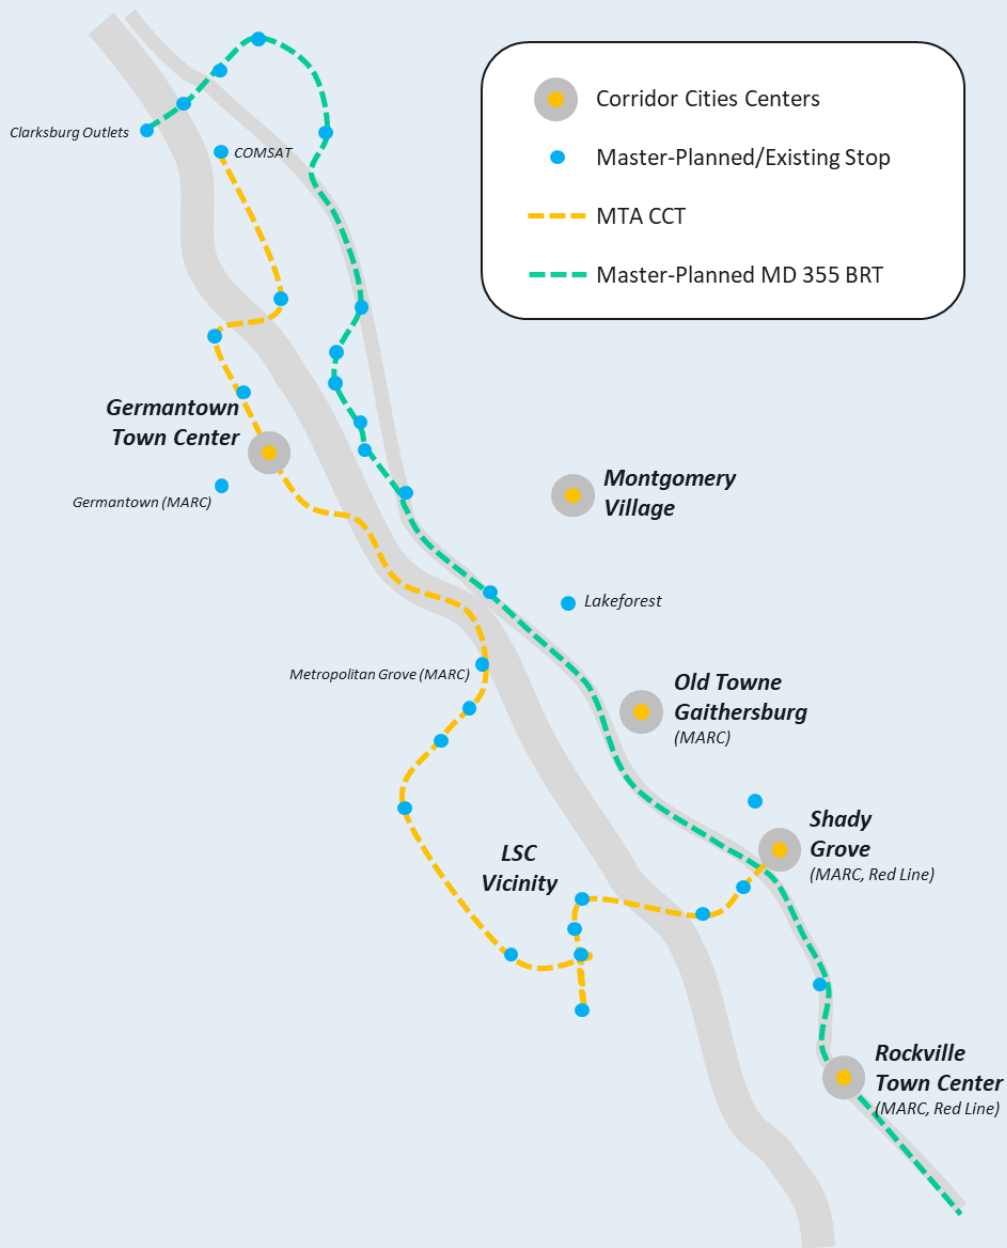 Corridor Cities Centers
Master-Planned/Existing Stop
MTA CCT
Master-Planned MD 355 BRT
Clarksburg Outlets
COMSAT
Germantown
Town Center
Germantown (MARC)
Montgomery
Village
Lakeforest
Metropolitan Grove (MARC)
Old Towne
Gaithersburg
(MARC)
Shady
Grove
(MARC, Red Line)
LSC
Vicinity
Rockville
Town Center
(MARC, Red Line)